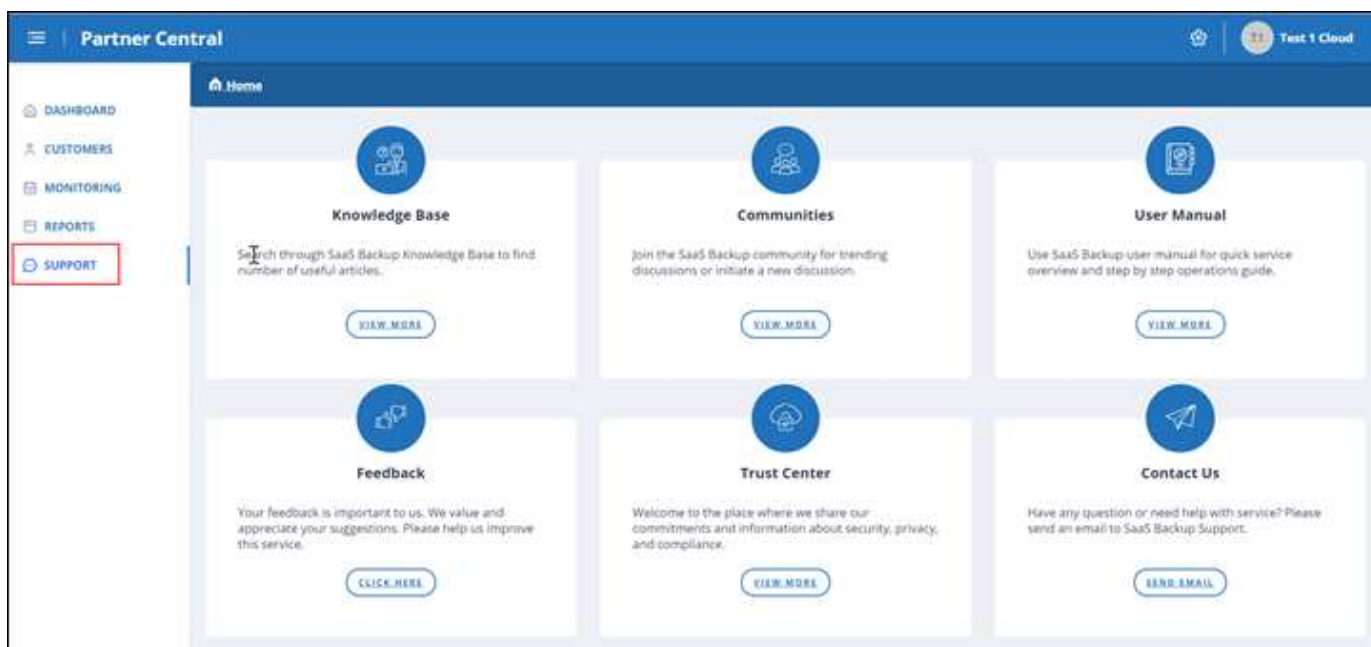 Partner Central
Test 1 Cloud
Home
DASHBOARD
CUSTOMERS
MONITORING
REPORTS
SUPPORT
Knowledge Base
Search through SaaS Backup Knowledge Base to find
number of useful articles.
VIEW MORE
Communities
Join the SaaS Backup community for trending
discussions or initiate a new discussion.
VIEW MORE
User Manual
Use SaaS Backup user manual for quick service
overview and step by step operations guide.
VIEW MORE
Feedback
Your feedback is important to us. We value and
appreciate your suggestions. Please help us improve
this service.
CLICK HERE
Trust Center
Welcome to the place where we share our
commitments and information about security, privacy,
and compliance.
VIEW MORE
Contact Us
Have any question or need help with service? Please
send an email to SaaS Backup Support.
SEND EMAIL